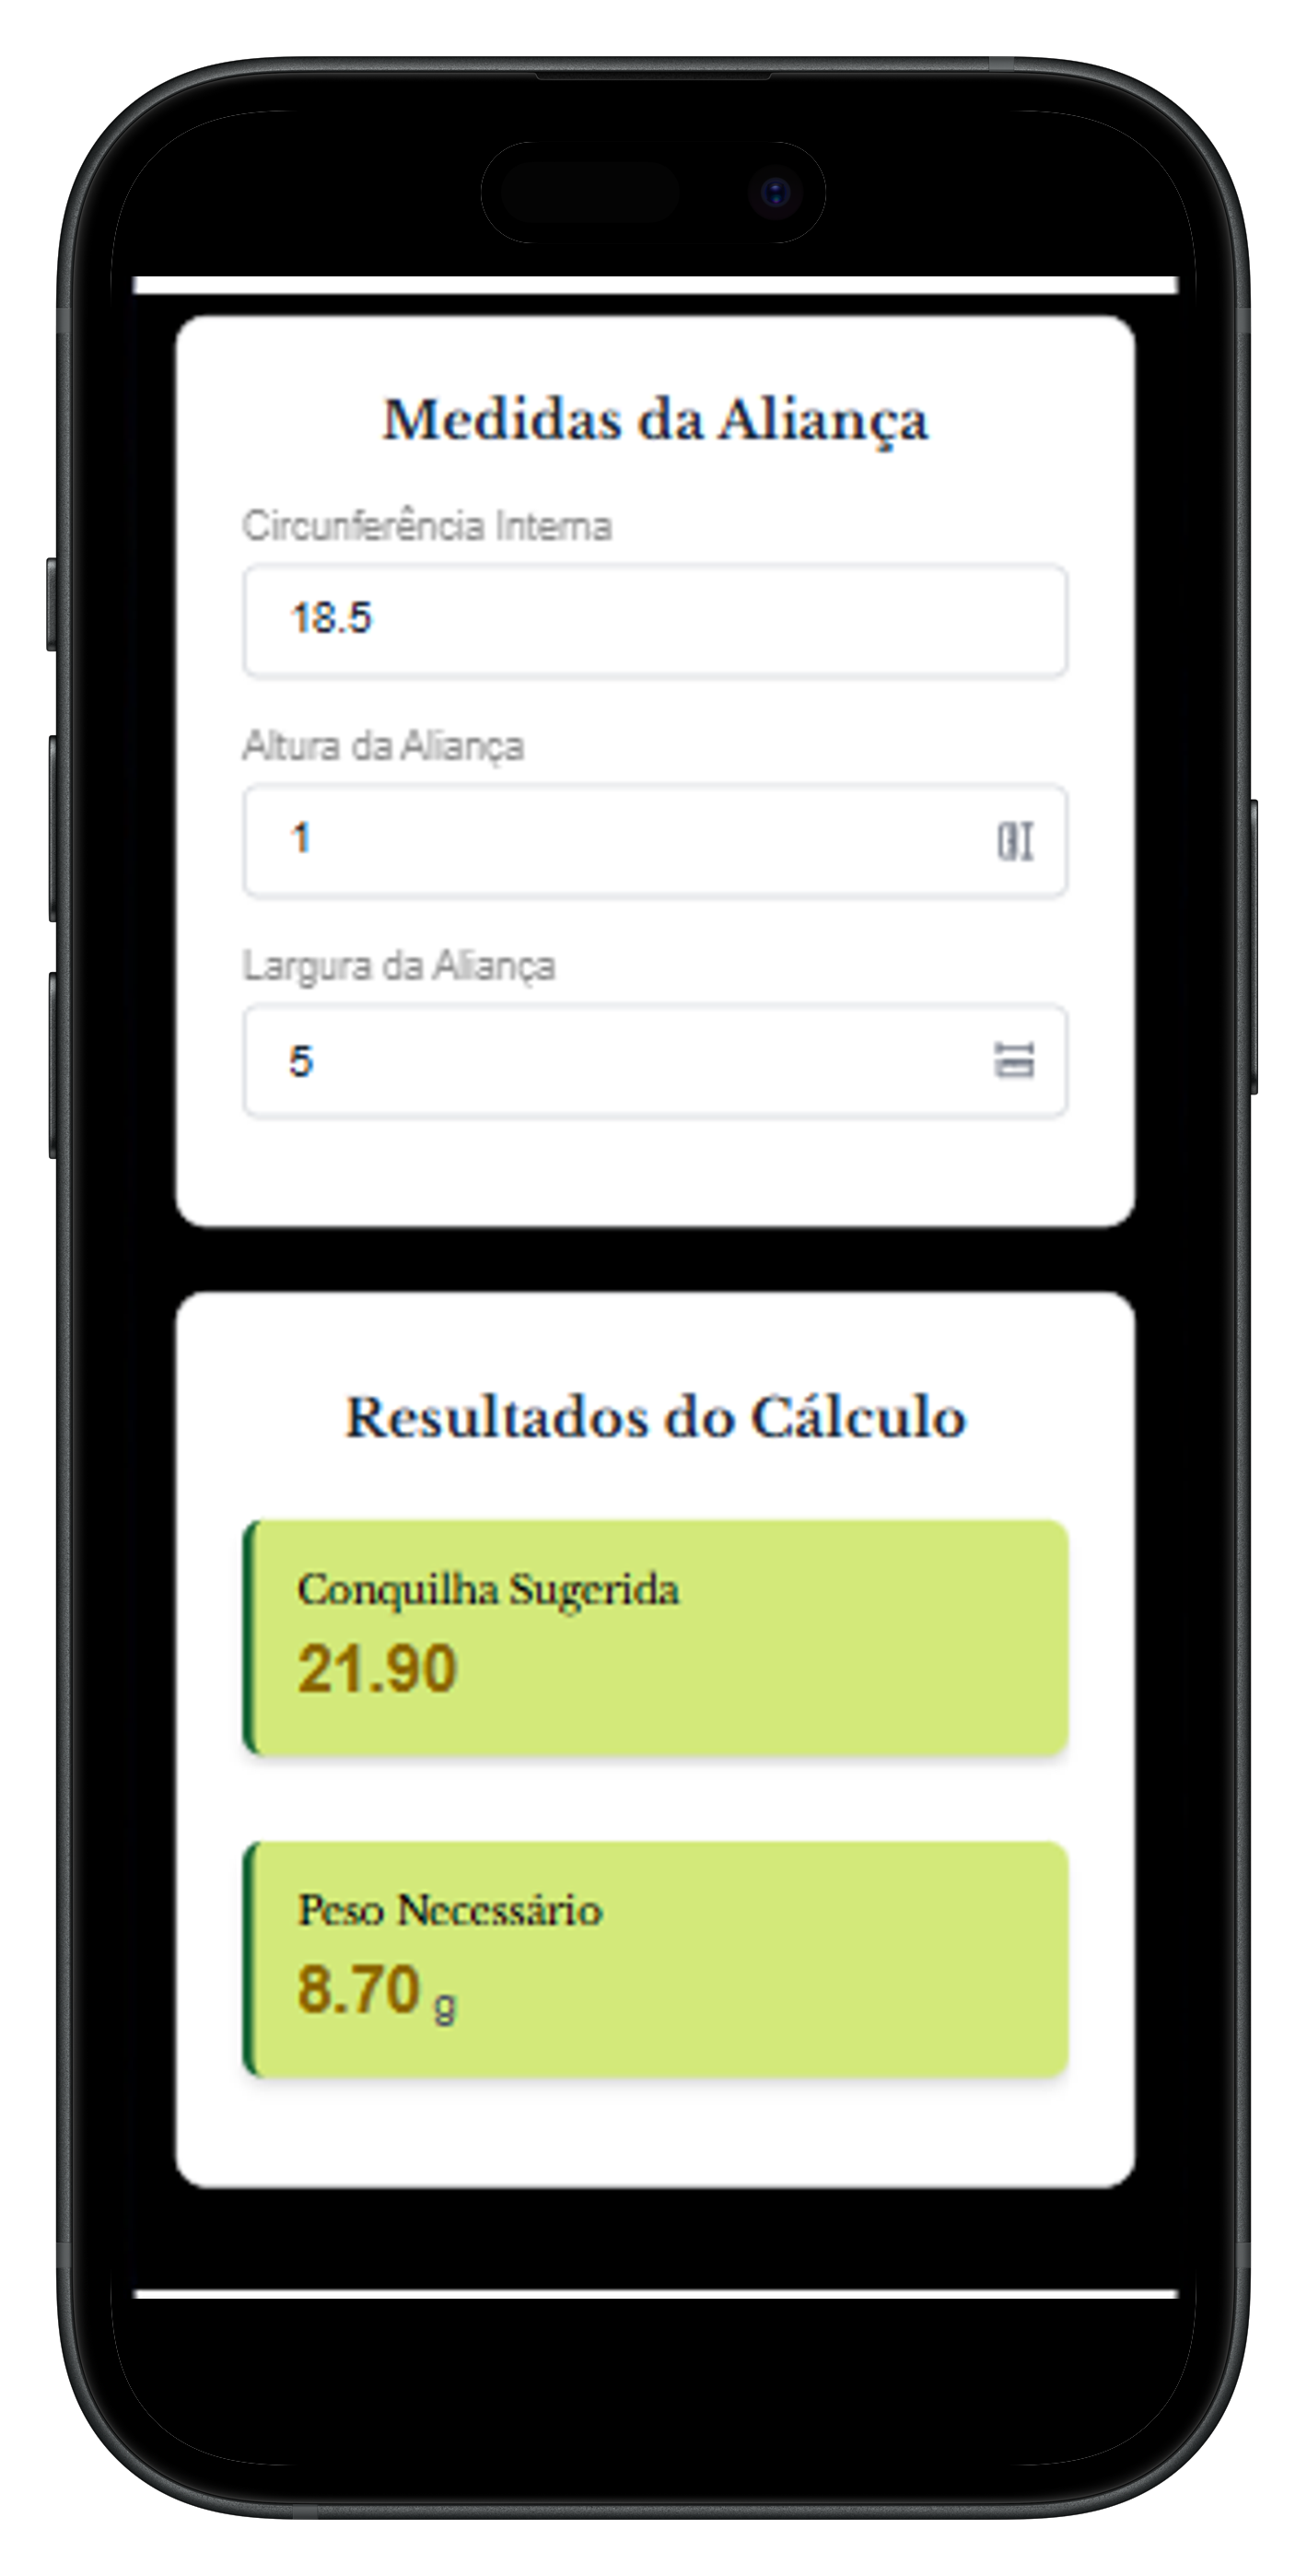 Medidas da Aliança
Circunferência Interna
18.5
Altura da Aliança
1
Largura da Aliança
5
Resultados do Cálculo
Conquilha Sugerida
21.90
Peso Necessário
8.70 g